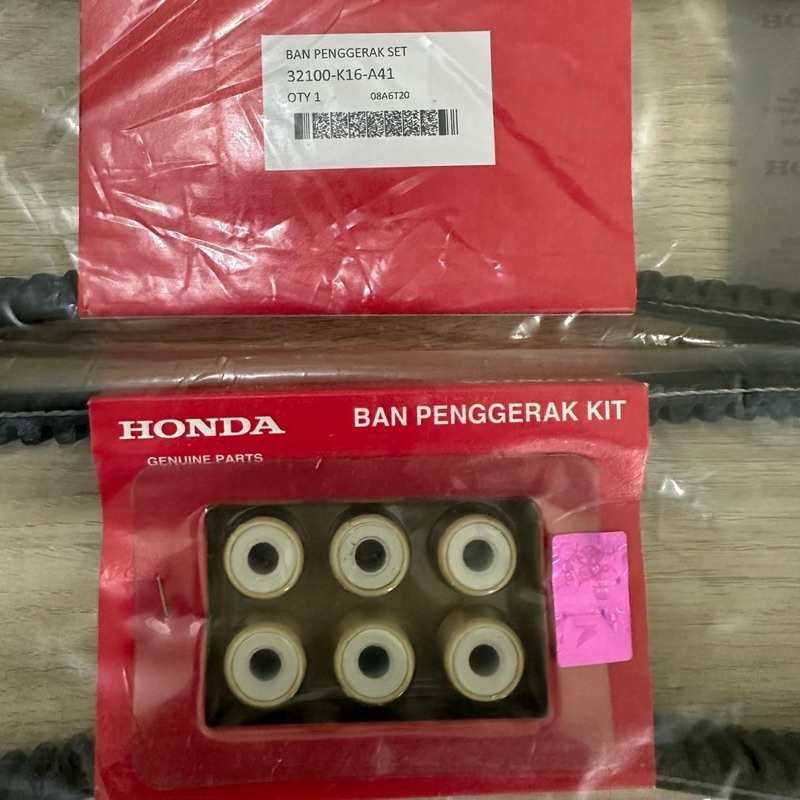 BAN PENGGERAK SET
32100-K16-A41
OTY 1 08A6T20
HONDA
BAN PENGGERAK KIT
GENUINE PARTS